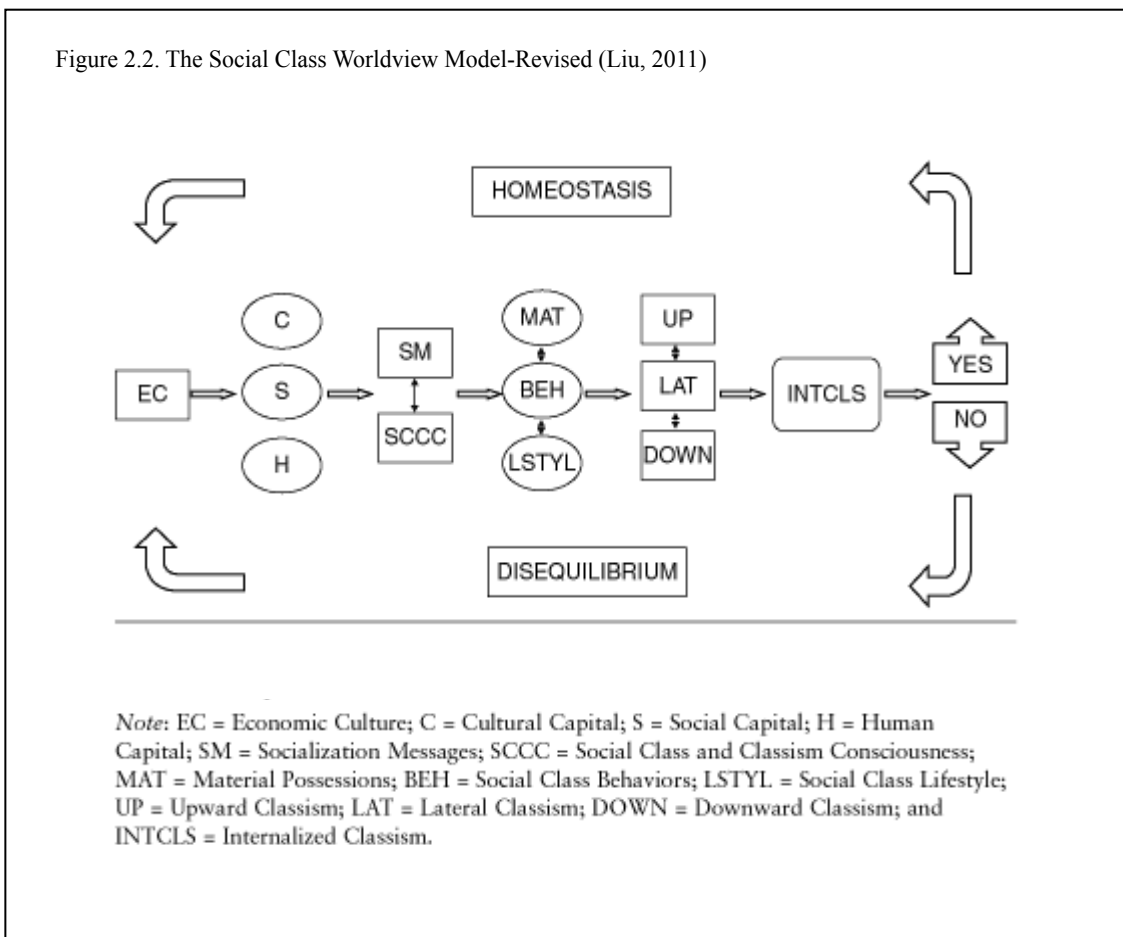 Figure 2.2. The Social Class Worldview Model-Revised (Liu, 2011)
HOMEOSTASIS
C
MAT
UP
SM
YES
EC
S
BEH
LAT
INTCLS
NO
SCCC
H
LSTYL
DOWN
DISEQUILIBRIUM
Note: EC = Economic Culture; C = Cultural Capital; S = Social Capital; H = Human
Capital; SM = Socialization Messages; SCCC = Social Class and Classism Consciousness;
MAT = Material Possessions; BEH = Social Class Behaviors; LSTYL = Social Class Lifestyle;
UP = Upward Classism; LAT = Lateral Classism; DOWN = Downward Classism; and
INTCLS = Internalized Classism.